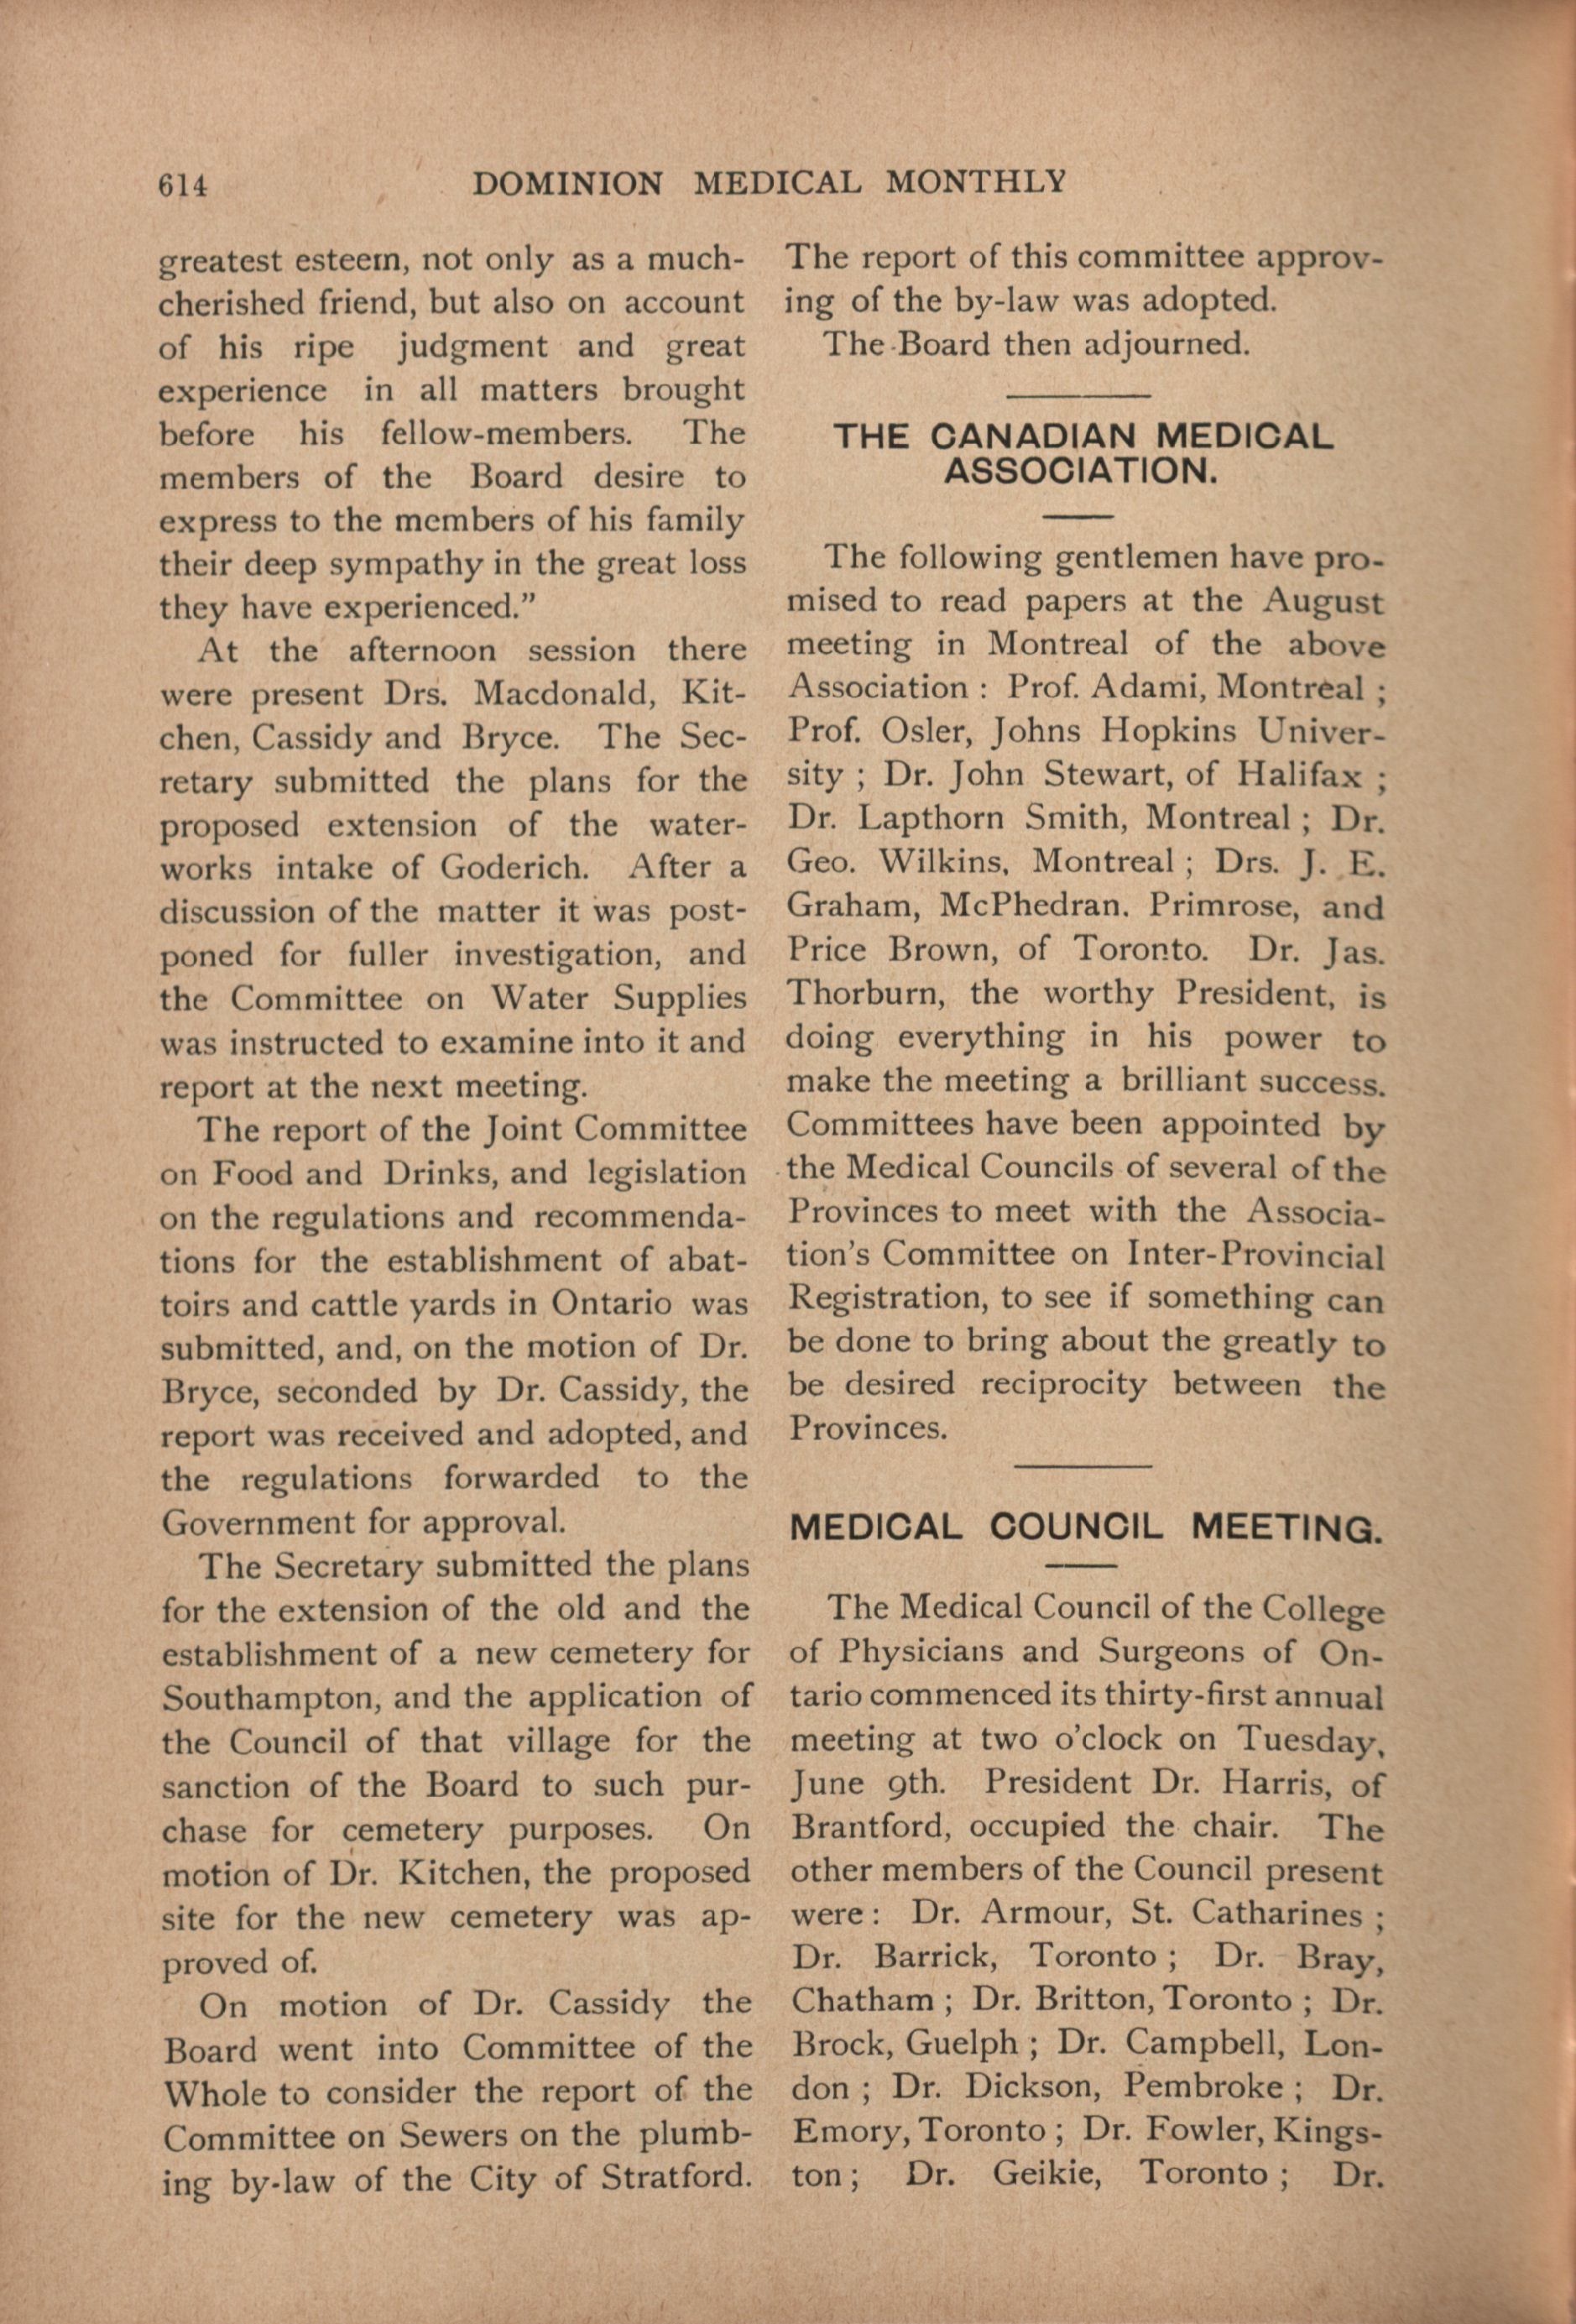 614
DOMINION MEDICAL MONTHLY
greatest esteem, not only as a much-
cherished friend, but also on account
of his ripe judgment and great
experience in all matters brought
before his fellow-members. The
members of the Board desire to
express to the members of his family
their deep sympathy in the great loss
they have experienced.”
At the afternoon session there
were present Drs. Macdonald, Kit-
chen, Cassidy and Bryce. The Sec-
retary submitted the plans for the
proposed extension of the water-
works intake of Goderich. After a
discussion of the matter it was post-
poned for fuller investigation, and
the Committee on Water Supplies
was instructed to examine into it and
report at the next meeting.
The report of the Joint Committee
on Food and Drinks, and legislation
on the regulations and recommenda-
tions for the establishment of abat-
toirs and cattle yards in Ontario was
submitted, and, on the motion of Dr.
Bryce, seconded by Dr. Cassidy, the
report was received and adopted, and
the regulations forwarded to the
Government for approval.
The Secretary submitted the plans
for the extension of the old and the
establishment of a new cemetery for
Southampton, and the application of
the Council of that village for the
sanction of the Board to such pur-
chase for cemetery purposes. On
motion of Dr. Kitchen, the proposed
site for the new cemetery was ap-
proved of.
On motion of Dr. Cassidy the
Board went into Committee of the
Whole to consider the report of the
Committee on Sewers on the plumb-
ing by-law of the City of Stratford.
The report of this committee approv-
ing of the by-law was adopted.
The Board then adjourned.
THE CANADIAN MEDICAL
ASSOCIATION.
The following gentlemen have pro-
mised to read papers at the August
meeting in Montreal of the above
Association : Prof. Adami, Montreal ;
Prof. Osler, Johns Hopkins Univer-
sity ; Dr. John Stewart, of Halifax ;
Dr. Lapthorn Smith, Montreal ; Dr.
Geo. Wilkins, Montreal ; Drs. J. E.
Graham, McPhedran. Primrose, and
Price Brown, of Toronto. Dr. Jas.
Thorburn, the worthy President, is
doing everything in his power to
make the meeting a brilliant success.
Committees have been appointed by
the Medical Councils of several of the
Provinces to meet with the Associa-
tion’s Committee on Inter-Provincial
Registration, to see if something can
be done to bring about the greatly to
be desired reciprocity between the
Provinces.
MEDICAL COUNCIL MEETING.
The Medical Council of the College
of Physicians and Surgeons of On-
tario commenced its thirty-first annual
meeting at two o’clock on Tuesday,
June 9th. President Dr. Harris, of
Brantford, occupied the chair. The
other members of the Council present
were : Dr. Armour, St. Catharines ;
Dr. Barrick, Toronto ; Dr. Bray,
Chatham ; Dr. Britton, Toronto ; Dr.
Brock, Guelph ; Dr. Campbell, Lon-
don ; Dr. Dickson, Pembroke ; Dr.
Emory, Toronto ; Dr. Fowler, Kings-
ton ; Dr. Geikie, Toronto ; Dr.